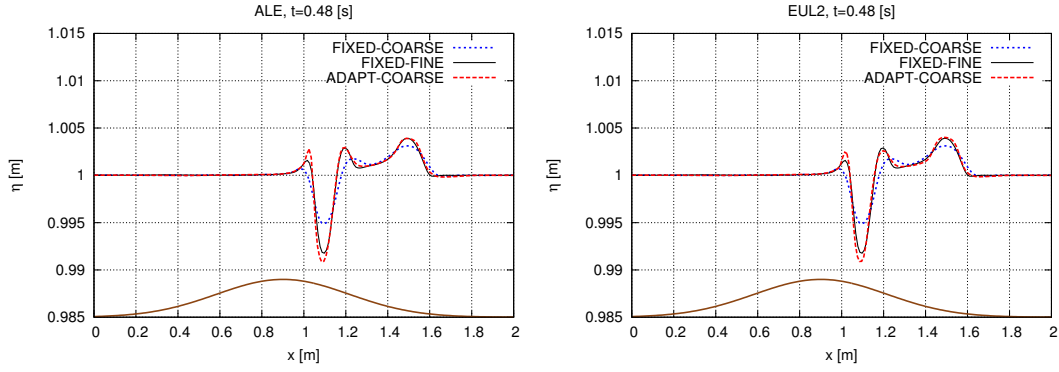 ALE, t=0.48 [s]
1.015
1.01
1.005
1
0.995
0.99
0.985
η [m]
FIXED-COARSE
FIXED-FINE
ADAPT-COARSE
0 0.2 0.4 0.6 0.8 1 1.2 1.4 1.6 1.8 2
x [m]
EUL2, t=0.48 [s]
1.015
1.01
1.005
1
0.995
0.99
0.985
η [m]
FIXED-COARSE
FIXED-FINE
ADAPT-COARSE
0 0.2 0.4 0.6 0.8 1 1.2 1.4 1.6 1.8 2
x [m]